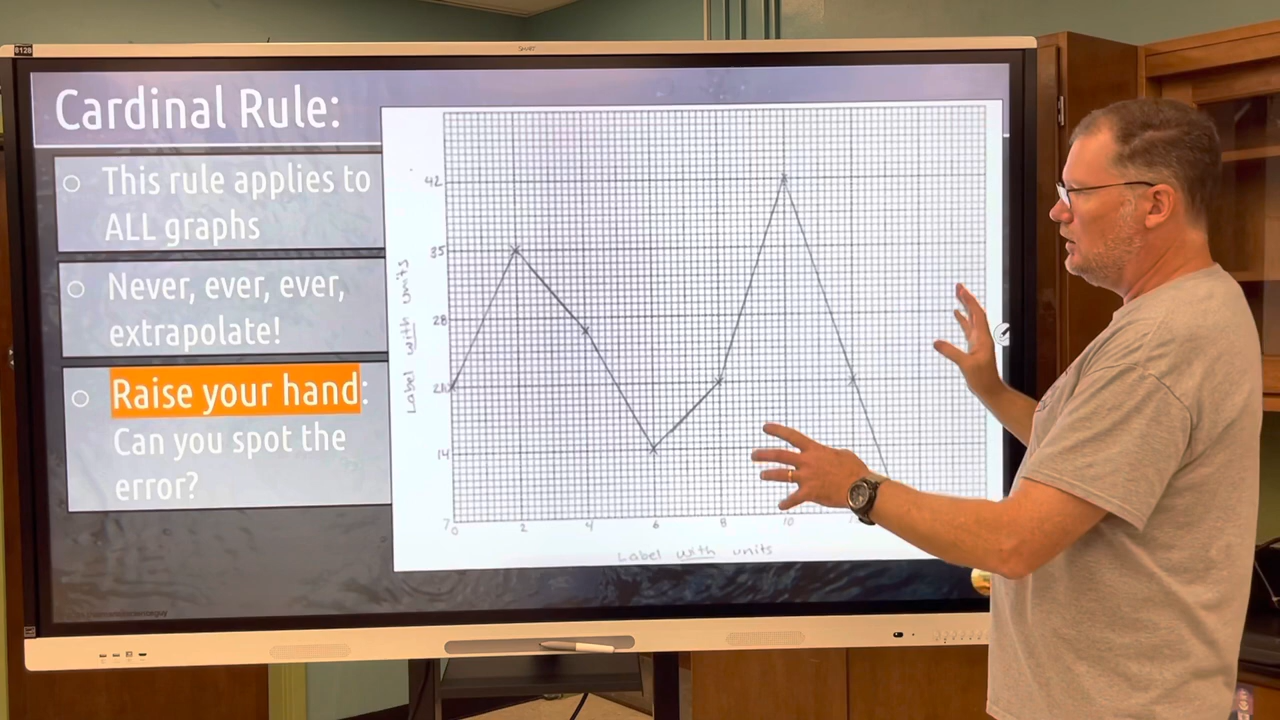 8128
SMART
Cardinal Rule:
This rule applies to
ALL graphs
Never, ever, ever,
extrapolate!
Raise your hand:
Can you spot the
error?
42
35
28
21
14
7
0 2 4 6 8 10
Label with units
Label with units